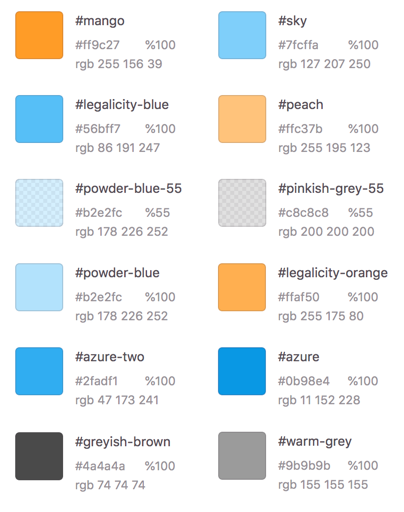 #mango
#ff9c27 %100
rgb 255 156 39
#sky
#7fcffa %100
rgb 127 207 250
#legalicity-blue
#56bff7 %100
rgb 86 191 247
#peach
#ffc37b %100
rgb 255 195 123
#powder-blue-55
#b2e2fc %55
rgb 178 226 252
#pinkish-grey-55
#c8c8c8 %55
rgb 200 200 200
#powder-blue
#b2e2fc %100
rgb 178 226 252
#legalicity-orange
#ffaf50 %100
rgb 255 175 80
#azure-two
#2fadf1 %100
rgb 47 173 241
#azure
#0b98e4 %100
rgb 11 152 228
#greyish-brown
#4a4a4a %100
rgb 74 74 74
#warm-grey
#9b9b9b %100
rgb 155 155 155